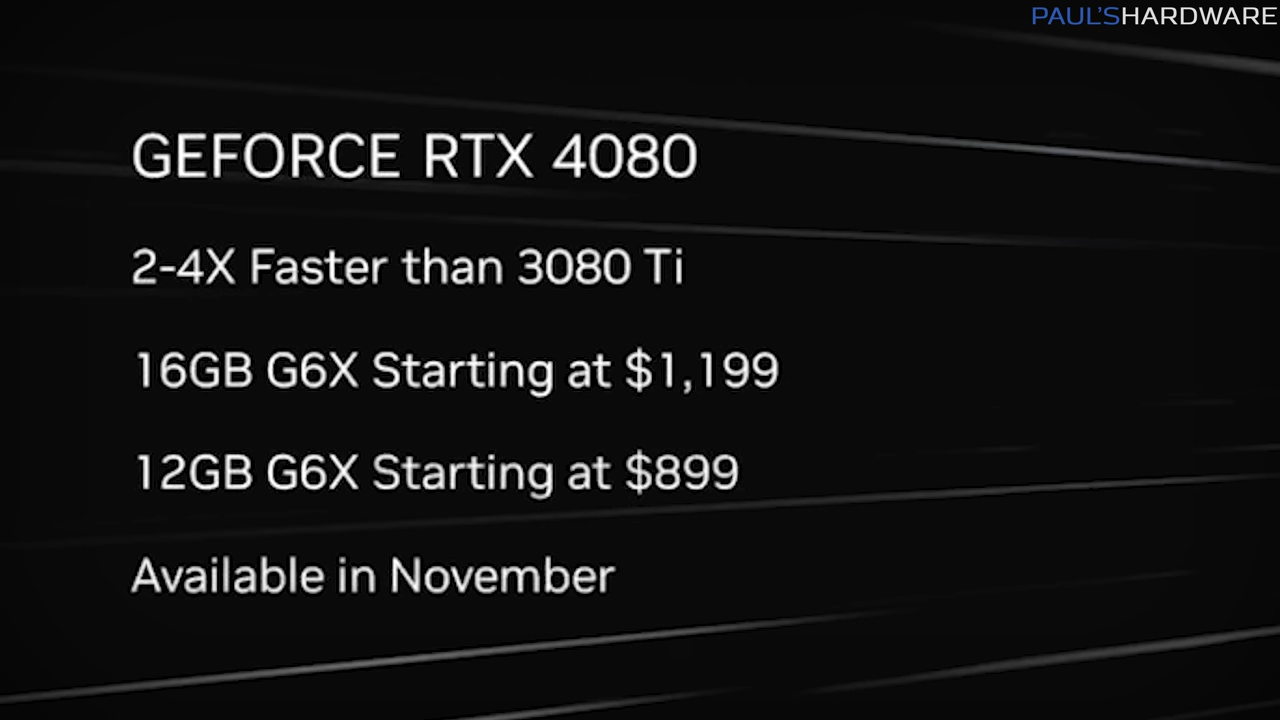 PAUL'SHARDWARE
GEFORCE RTX 4080
2-4X Faster than 3080 Ti
16GB G6X Starting at $1,199
12GB G6X Starting at $899
Available in November